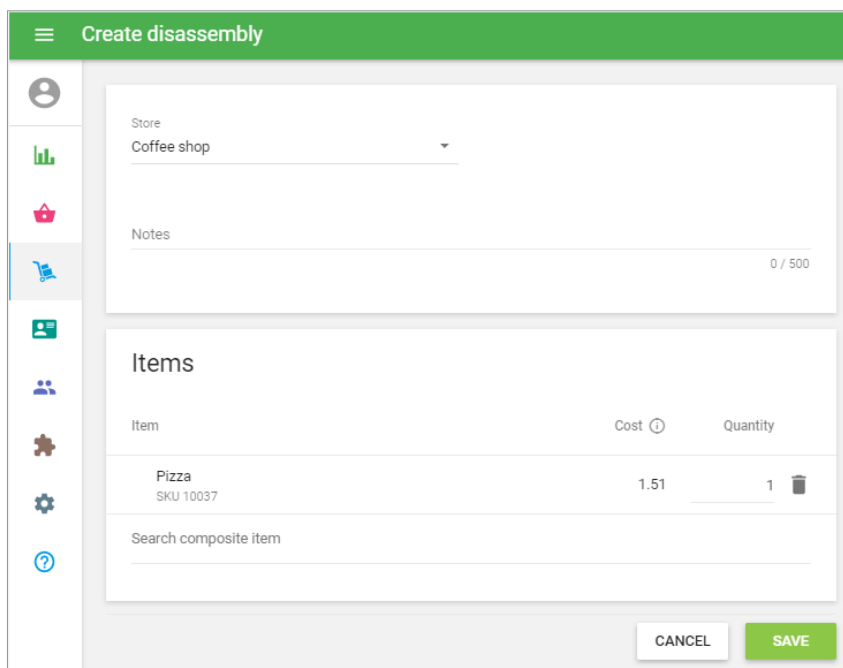 Create disassembly
Store
Coffee shop
Notes
0 / 500
Items
Item Cost Quantity
Pizza 1.51 1
SKU 10037
Search composite item
CANCEL SAVE